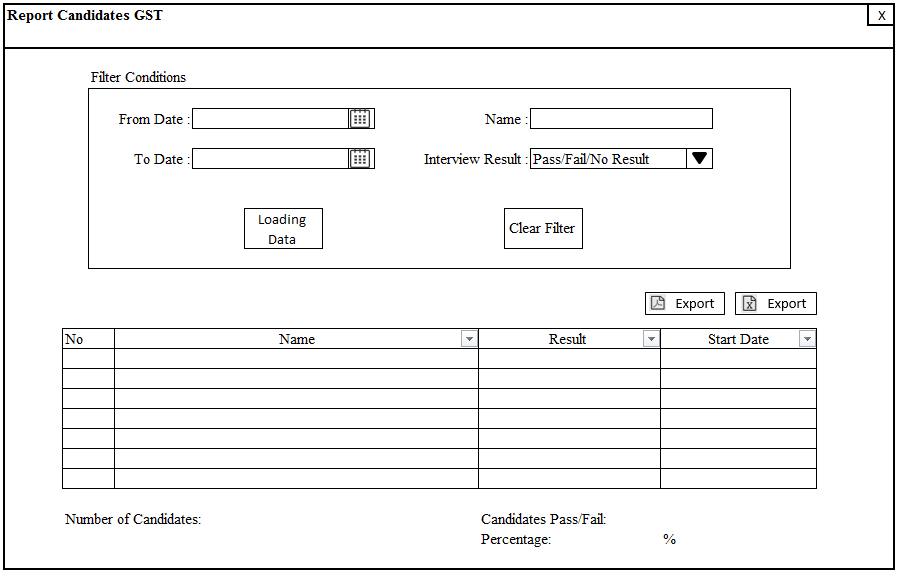 Report Candidates GST
X
Filter Conditions
From Date :
Name :
To Date :
Interview Result : Pass/Fail/No Result
Loading
Data
Clear Filter
Export
Export
No Name Result Start Date
Number of Candidates:
Candidates Pass/Fail:
Percentage: %